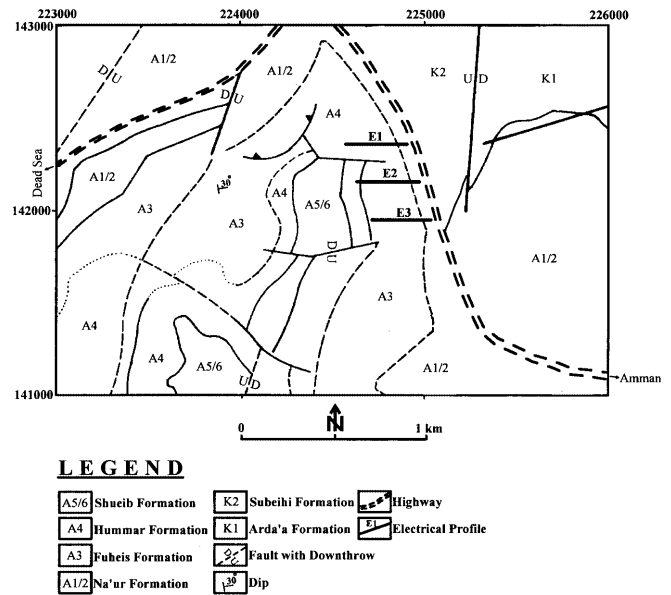 223000 224000 225000 226000
143000
142000
141000
Dead Sea
Amman
A1/2
D/U
K2
U D
K1
A1/2
D/U
A4
E1
A1/2
30°
A4
A5/6
E2
A3
A3
E3
D U
A1/2
A3
A4
A4
A5/6
U D
A1/2
N
0 1 km
LEGEND
A5/6 Shueib Formation K2 Subeihi Formation Highway
A4 Hummar Formation K1 Arda'a Formation E1 Electrical Profile
A3 Fuheis Formation D U Fault with Downthrow
A1/2 Na'ur Formation 30° Dip